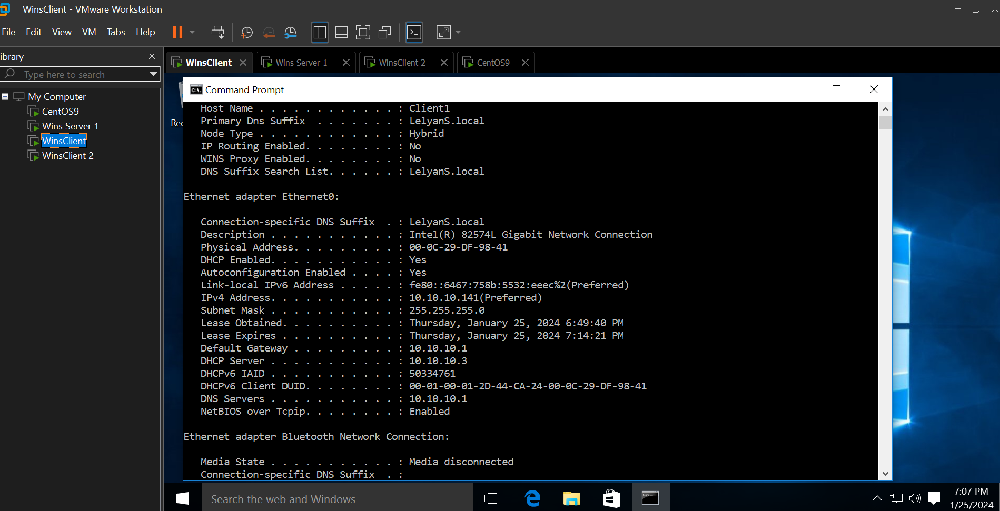 WinsClient - VMware Workstation
File Edit View VM Tabs Help
ibrary
Type here to search
My Computer
CentOS9
Wins Server 1
WinsClient
WinsClient 2
WinsClient
Wins Server 1
WinsClient 2
CentOS9
Rec
Command Prompt
Host Name . . . . . . . . . . . . : Client1
Primary Dns Suffix  . . . . . . . : LelyanS.local
Node Type . . . . . . . . . . . . : Hybrid
IP Routing Enabled. . . . . . . . : No
WINS Proxy Enabled. . . . . . . . : No
DNS Suffix Search List. . . . . . : LelyanS.local
Ethernet adapter Ethernet0:
Connection-specific DNS Suffix  . : LelyanS.local
Description . . . . . . . . . . . : Intel(R) 82574L Gigabit Network Connection
Physical Address. . . . . . . . . : 00-0C-29-DF-98-41
DHCP Enabled. . . . . . . . . . . : Yes
Autoconfiguration Enabled . . . . : Yes
Link-local IPv6 Address . . . . . : fe80::6467:758b:5532:eeec%2(Preferred)
IPv4 Address. . . . . . . . . . . : 10.10.10.141(Preferred)
Subnet Mask . . . . . . . . . . . : 255.255.255.0
Lease Obtained. . . . . . . . . . : Thursday, January 25, 2024 6:49:40 PM
Lease Expires . . . . . . . . . . : Thursday, January 25, 2024 7:14:21 PM
Default Gateway . . . . . . . . . : 10.10.10.1
DHCP Server . . . . . . . . . . . : 10.10.10.3
DHCPv6 IAID . . . . . . . . . . . : 50334761
DHCPv6 Client DUID. . . . . . . . : 00-01-00-01-2D-44-CA-24-00-0C-29-DF-98-41
DNS Servers . . . . . . . . . . . : 10.10.10.1
NetBIOS over Tcpip. . . . . . . . : Enabled
Ethernet adapter Bluetooth Network Connection:
Media State . . . . . . . . . . . : Media disconnected
Connection-specific DNS Suffix  . :
Search the web and Windows
7:07 PM
1/25/2024